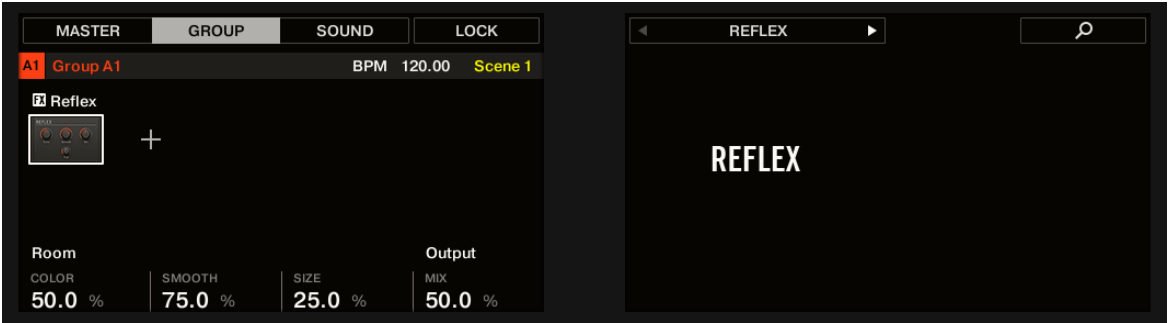 MASTER GROUP SOUND LOCK
A1 Group A1 BPM 120.00 Scene 1
FX Reflex
REFLEX
Room Output
COLOR SMOOTH SIZE MIX
50.0 % 75.0 % 25.0 % 50.0 %
REFLEX
REFLEX